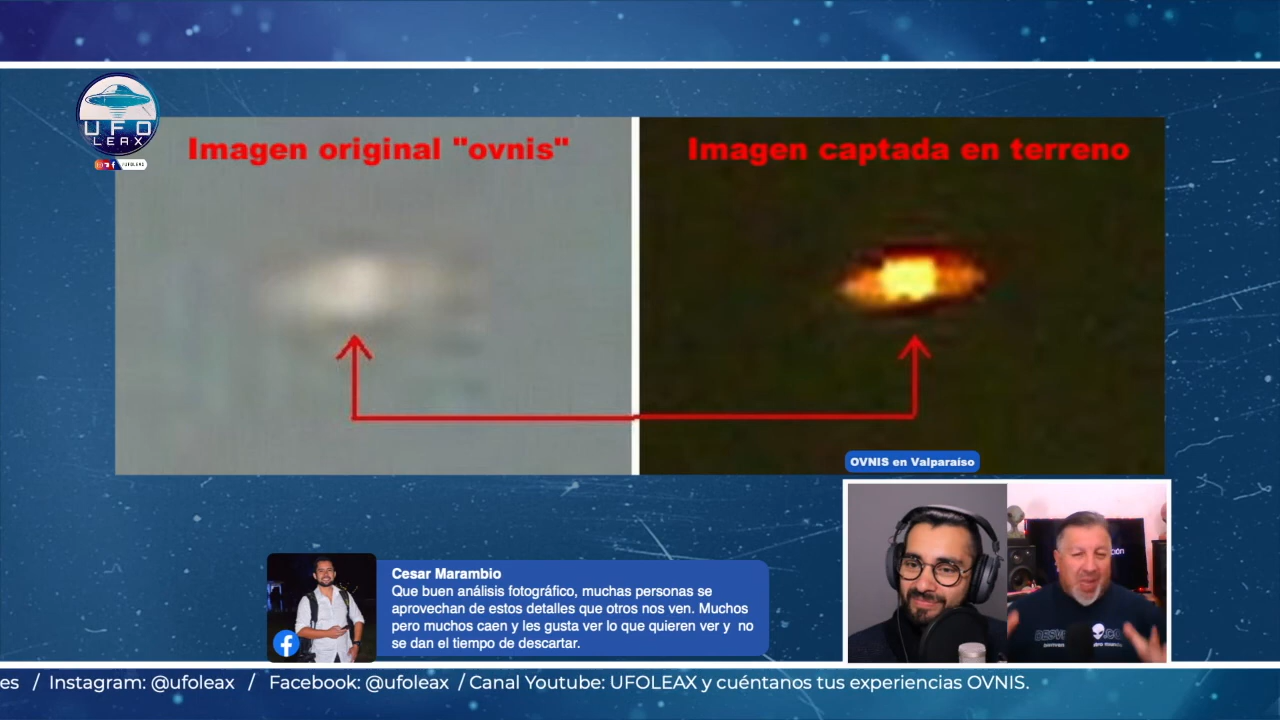 UFO
LEAX
/UFOLEAX
Imagen original "ovnis"
Imagen captada en terreno
OVNIS en Valparaíso
Cesar Marambio
Que buen análisis fotográfico, muchas personas se
aprovechan de estos detalles que otros nos ven. Muchos
pero muchos caen y les gusta ver lo que quieren ver y no
se dan el tiempo de descartar.
es / Instagram: @ufoleax / Facebook: @ufoleax / Canal Youtube: UFOLEAX y cuéntanos tus experiencias OVNIS.